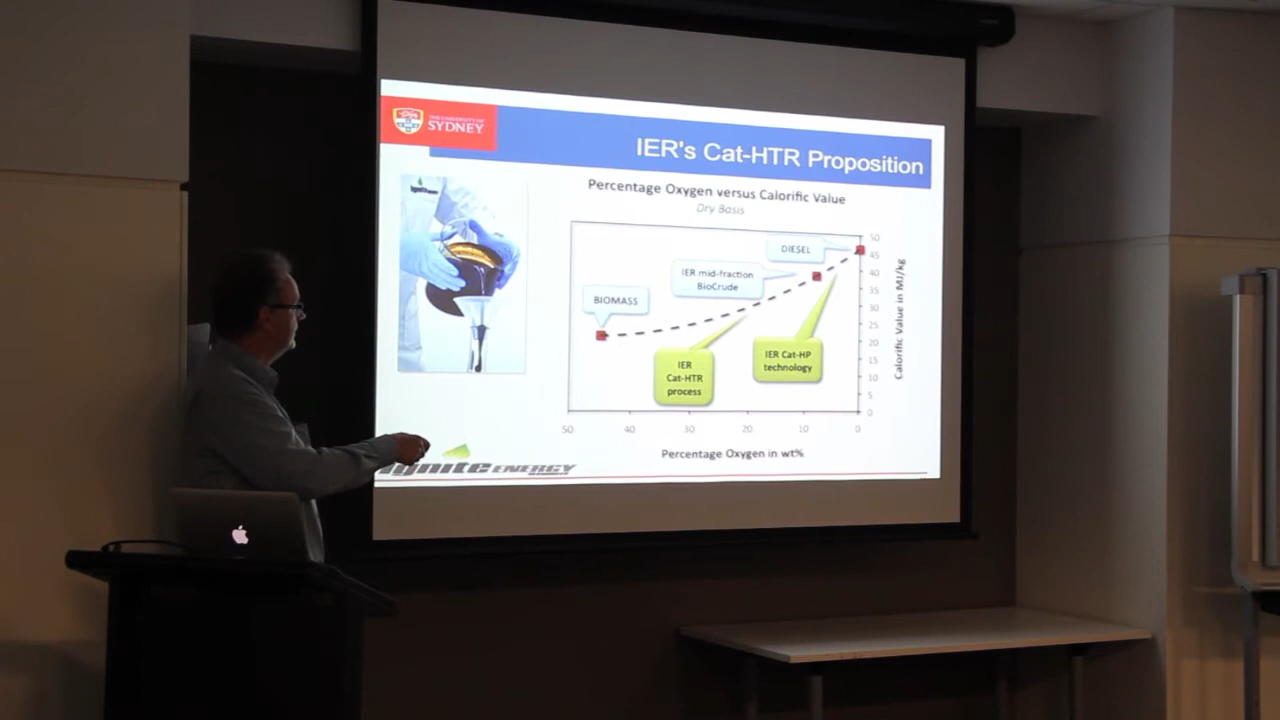 THE UNIVERSITY OF
SYDNEY
IER's Cat-HTR Proposition
Percentage Oxygen versus Calorific Value
Dry Basis
DIESEL
IER mid-fraction
BioCrude
BIOMASS
IER
Cat-HTR
process
IER Cat-HP
technology
50
45
40
35
30
25
20
15
10
5
0
Calorific Value in MJ/kg
50
40
30
20
10
0
Percentage Oxygen in wt%
ignite ENERGY